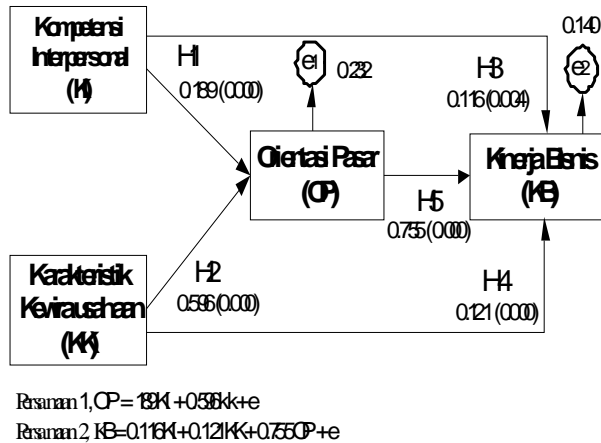 Kompetensi
Interpersonal
(KI)
H1
0.189 (0.000)
e1
0.232
0.140
e2
H3
0.116 (0.004)
Orientasi Pasar
(OP)
Kinerja Bisnis
(KB)
H5
0.755 (0.000)
Karakteristik
Kewirausahaan
(KK)
H2
0.596 (0.000)
H4
0.121 (0.000)
Persamaan 1, OP = 189KI + 0.596kk + e
Persamaan 2, KB = 0.116KI + 0.121KK + 0.755OP + e